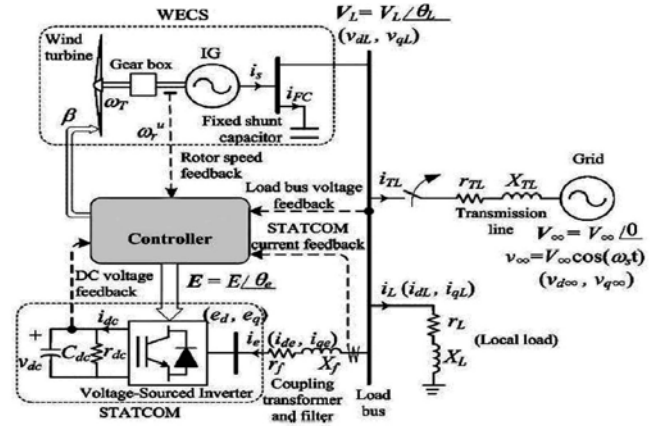 WECS
V_L = V_L/θ_L
(v_dL, v_qL)
Wind
turbine
Gear box
IG
i_s
i_FC
ω_T
β
ω_r^u
Fixed shunt
capacitor
Rotor speed
feedback
Load bus voltage
feedback
STATCOM
current feedback
Controller
DC voltage
feedback
E = E/θ_e
i_TL
r_TL
X_TL
Grid
Transmission
line
V_∞ = V_∞/0
v_∞=V_∞cos(ω_s t)
(v_d∞, v_q∞)
i_L (i_dL, i_qL)
r_L
(Local load)
X_L
i_dc
(e_d, e_q)
i_e
(i_de, i_qe)
r_f
X_f
+
v_dc
C_dc
r_dc
-
Voltage-Sourced Inverter
STATCOM
Coupling
transformer
and filter
Load
bus